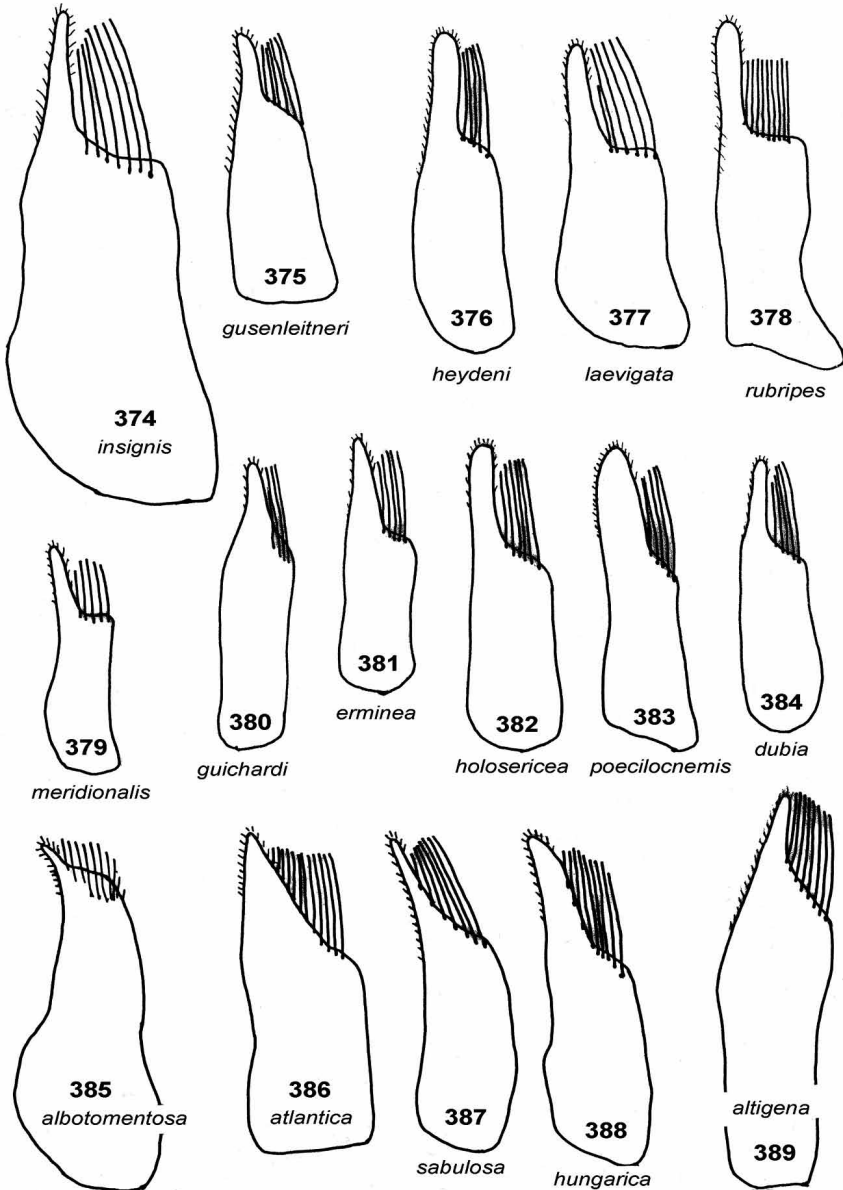 374
insignis
375
gusenleitneri
376
heydeni
377
laevigata
378
rubripes
379
meridionalis
380
guichardi
381
erminea
382
holosericea
383
poecilocnemis
384
dubia
385
albotomentosa
386
atlantica
387
sabulosa
388
hungarica
altigena
389